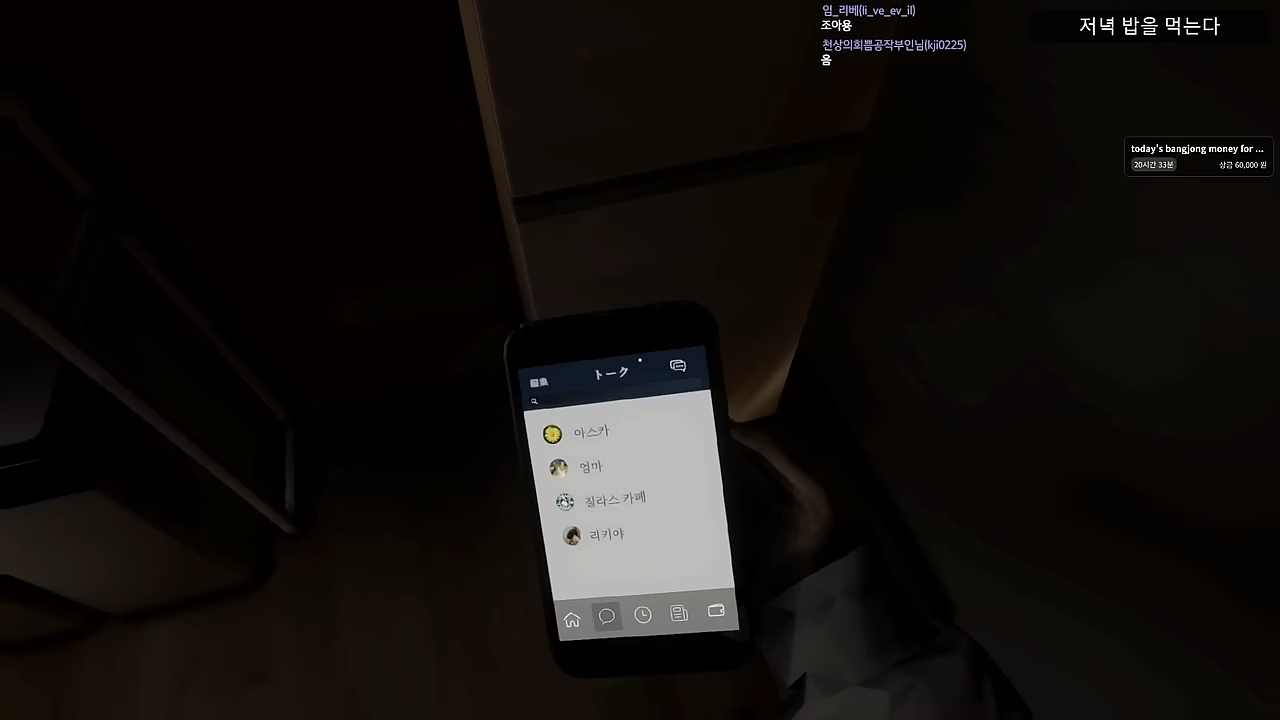 임_리베(li_ve_ev_il)
조아용
천상의희쁨공작부인님(kji0225)
움
저녁 밥을 먹는다
today's bangjong money for ...
20시간 33분
상금 60,000 원
編集
トーク
아스카
엄마
질라스 카페
리키야